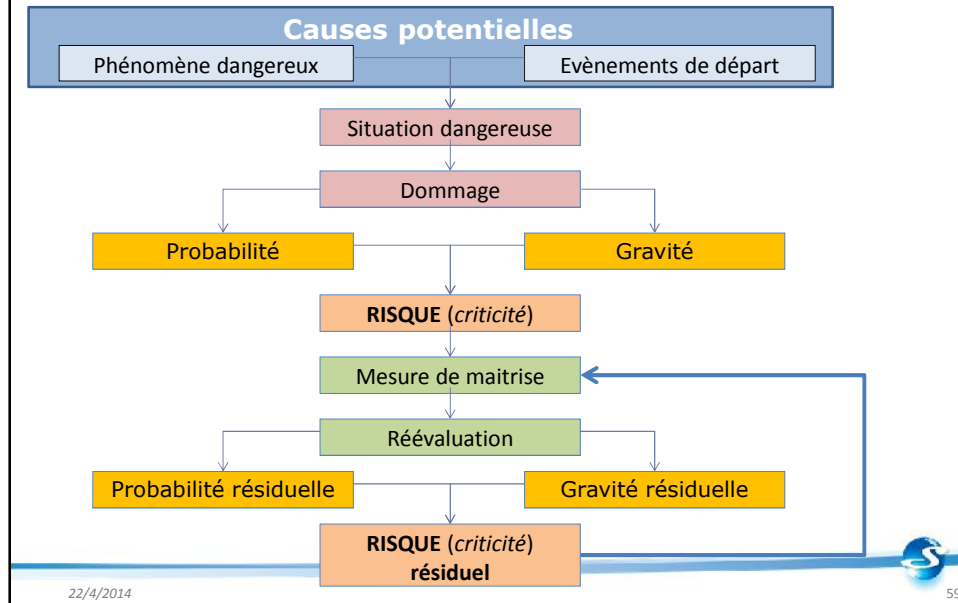 Causes potentielles
Phénomène dangereux
Evènements de départ
Situation dangereuse
Dommage
Probabilité
Gravité
RISQUE (criticité)
Mesure de maitrise
Réévaluation
Probabilité résiduelle
Gravité résiduelle
RISQUE (criticité)
résiduel
22/4/2014
59